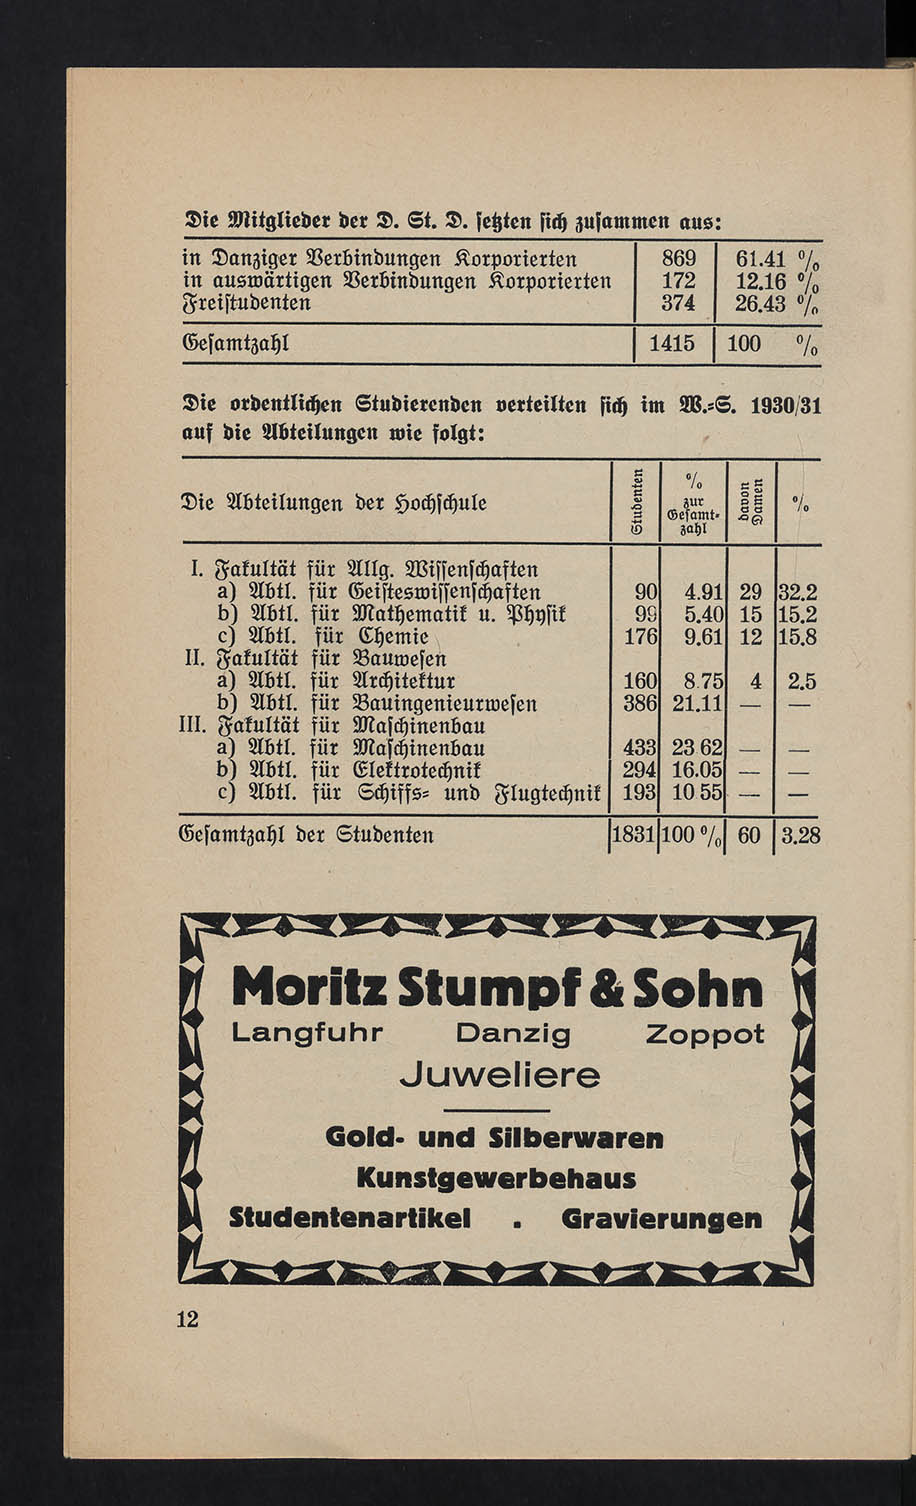 Die Mitglieder der D. St. D. setzten sich zusammen aus:
in Danziger Verbindungen Korporierten 869 61.41 %
in auswärtigen Verbindungen Korporierten 172 12.16 %
Freistudenten 374 26.43 %
Gesamtzahl 1415 100 %
Die ordentlichen Studierenden verteilten sich im W.=S. 1930/31
auf die Abteilungen wie folgt:
Die Abteilungen der Hochschule Studenten % zur Gesamt- zahl davon Damen %
I. Fakultät für Allg. Wissenschaften
a) Abtl. für Geisteswissenschaften 90 4.91 29 32.2
b) Abtl. für Mathematik u. Physik 99 5.40 15 15.2
c) Abtl. für Chemie 176 9.61 12 15.8
II. Fakultät für Bauwesen
a) Abtl. für Architektur 160 8.75 4 2.5
b) Abtl. für Bauingenieurwesen 386 21.11 — —
III. Fakultät für Maschinenbau
a) Abtl. für Maschinenbau 433 23 62 — —
b) Abtl. für Elektrotechnik 294 16.05 — —
c) Abtl. für Schiffs= und Flugtechnik 193 10 55 — —
Gesamtzahl der Studenten 1831 100 % 60 3.28
Moritz Stumpf & Sohn
Langfuhr Danzig Zoppot
Juweliere
Gold- und Silberwaren
Kunstgewerbehaus
Studentenartikel . Gravierungen
12